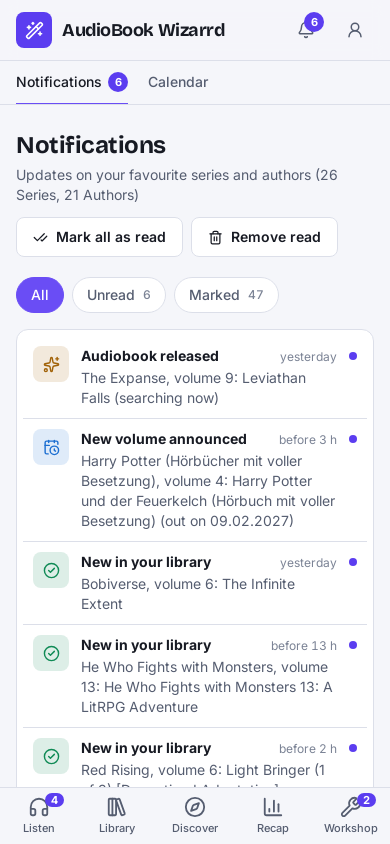 AudioBook Wizarrd
6
Notifications 6
Calendar
Notifications
Updates on your favourite series and authors (26
Series, 21 Authors)
Mark all as read
Remove read
All
Unread 6
Marked 47
Audiobook released
yesterday
The Expanse, volume 9: Leviathan
Falls (searching now)
New volume announced
before 3 h
Harry Potter (Hörbücher mit voller
Besetzung), volume 4: Harry Potter
und der Feuerkelch (Hörbuch mit voller
Besetzung) (out on 09.02.2027)
New in your library
yesterday
Bobiverse, volume 6: The Infinite
Extent
New in your library
before 13 h
He Who Fights with Monsters, volume
13: He Who Fights with Monsters 13: A
LitRPG Adventure
New in your library
before 2 h
Red Rising, volume 6: Light Bringer (1
4
2
Listen
Library
Discover
Recap
Workshop